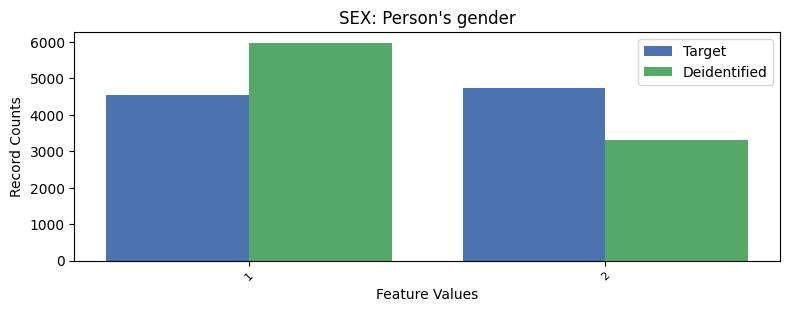 SEX: Person's gender
Target
Deidentified
Record Counts
6000
5000
4000
3000
2000
1000
0
1
2
Feature Values